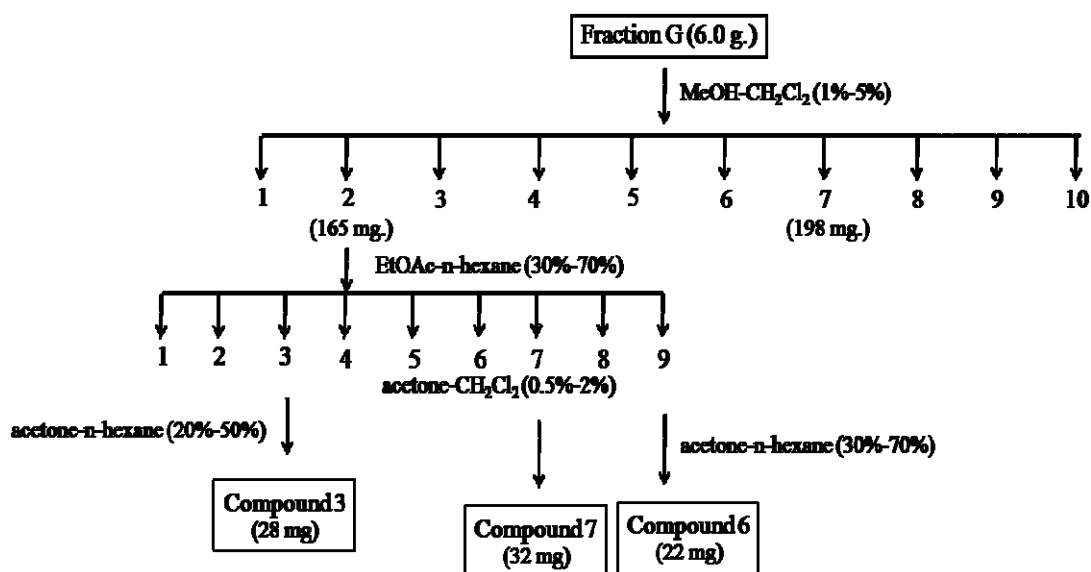 Fraction G (6.0 g.)
MeOH-CH₂Cl₂ (1%-5%)
1 2 3 4 5 6 7 8 9 10
(165 mg.) (198 mg.)
EtOAc-n-hexane (30%-70%)
1 2 3 4 5 6 7 8 9
acetone-CH₂Cl₂ (0.5%-2%)
acetone-n-hexane (20%-50%)
acetone-n-hexane (30%-70%)
Compound 3
(28 mg)
Compound 7
(32 mg)
Compound 6
(22 mg)